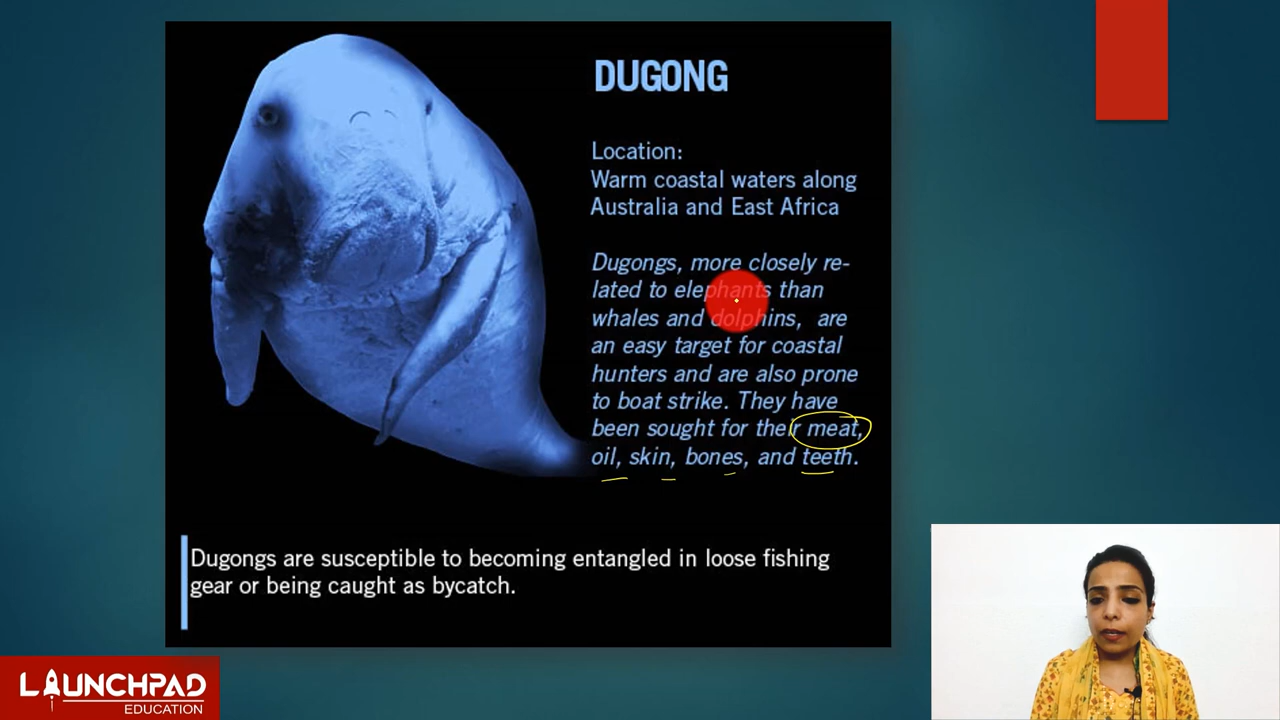 DUGONG
Location:
Warm coastal waters along
Australia and East Africa
Dugongs, more closely re-
lated to elephants than
whales and dolphins, are
an easy target for coastal
hunters and are also prone
to boat strike. They have
been sought for their meat,
oil, skin, bones, and teeth.
Dugongs are susceptible to becoming entangled in loose fishing
gear or being caught as bycatch.
LAUNCHPAD
EDUCATION